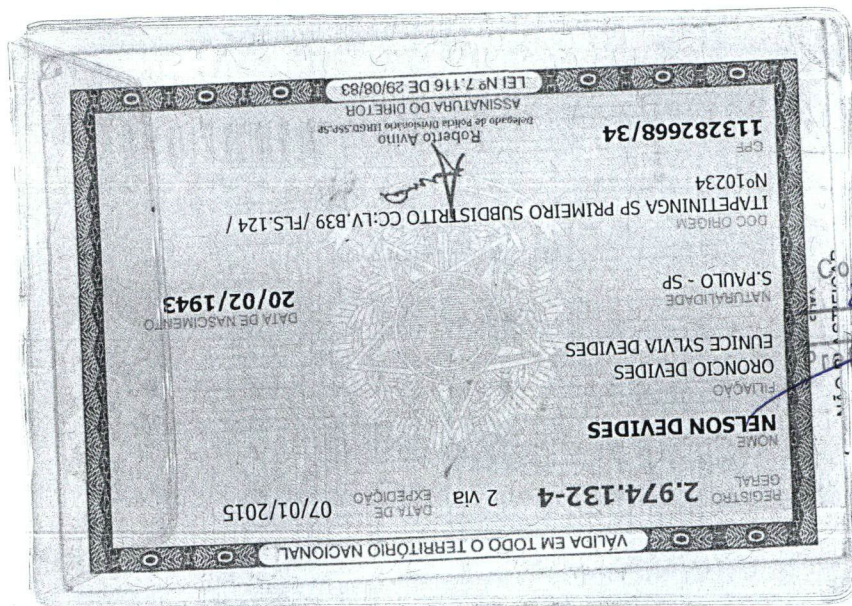 VÁLIDA EM TODO O TERRITÓRIO NACIONAL
REGISTRO GERAL 2.974.132-4 2 via DATA DE EXPEDIÇÃO 07/01/2015
NOME
NELSON DEVIDES
FILIAÇÃO
ORONCIO DEVIDES
EUNICE SYLVIA DEVIDES
NATURALIDADE DATA DE NASCIMENTO
S.PAULO - SP 20/02/1943
DOC ORIGEM
ITAPETININGA SP PRIMEIRO SUBDISTRITO CC:LV.B39 /FLS.124 /
Nº10234
CPF
113282668/34
Roberto Avino
Delegado de Polícia Divisionário IIRGD.SSP.SP
ASSINATURA DO DIRETOR
LEI Nº 7.116 DE 29/08/83